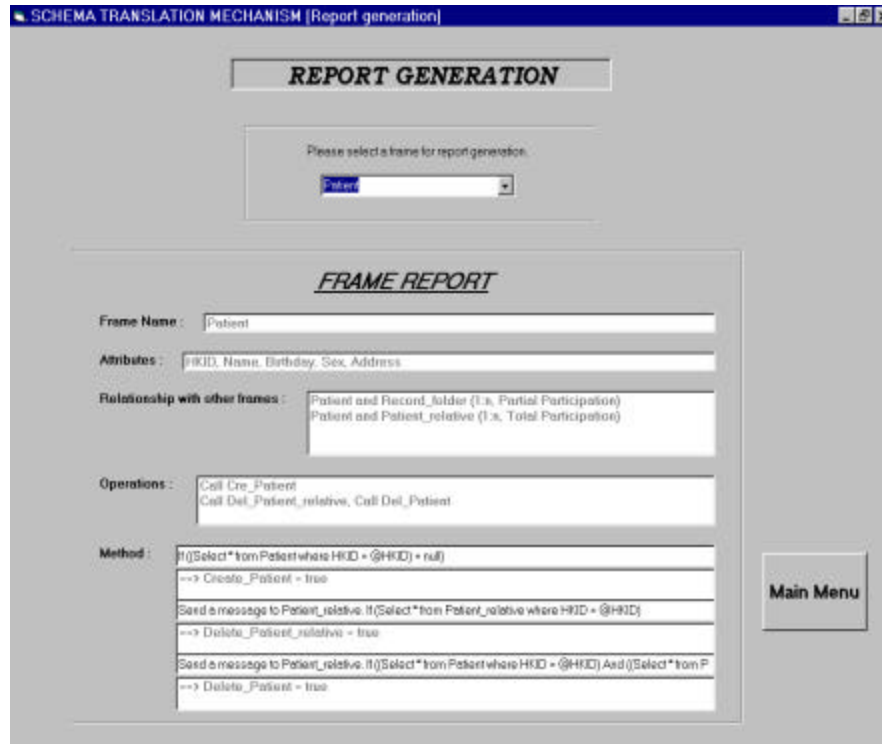 SCHEMA TRANSLATION MECHANISM [Report generation]
REPORT GENERATION
Please select a frame for report generation.
Patient
FRAME REPORT
Frame Name :
Patient
Attributes :
HKID, Name, Birthday, Sex, Address
Relationship with other frames :
Patient and Record_folder (1:n, Partial Participation)
Patient and Patient_relative (1:n, Total Participation)
Operations :
Call Cre_Patient
Call Del_Patient_relative, Call Del_Patient
Method :
If ((Select * from Patient where HKID = @HKID) = null)
--> Create_Patient = true
Send a message to Patient_relative. If (Select * from Patient_relative where HKID = @HKID)
--> Delete_Patient_relative = true
Send a message to Patient_relative. If ((Select * from Patient where HKID = @HKID) And ((Select * from P
--> Delete_Patient = true
Main Menu